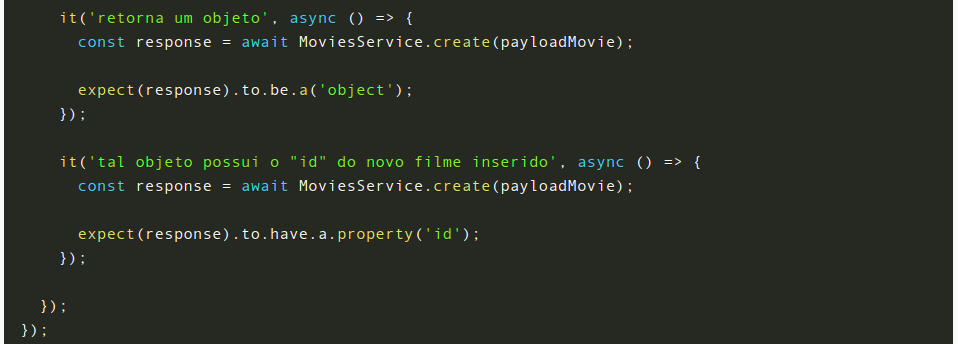 it('retorna um objeto', async () => {
const response = await MoviesService.create(payloadMovie);
expect(response).to.be.a('object');
});
it('tal objeto possui o "id" do novo filme inserido', async () => {
const response = await MoviesService.create(payloadMovie);
expect(response).to.have.a.property('id');
});
});
});